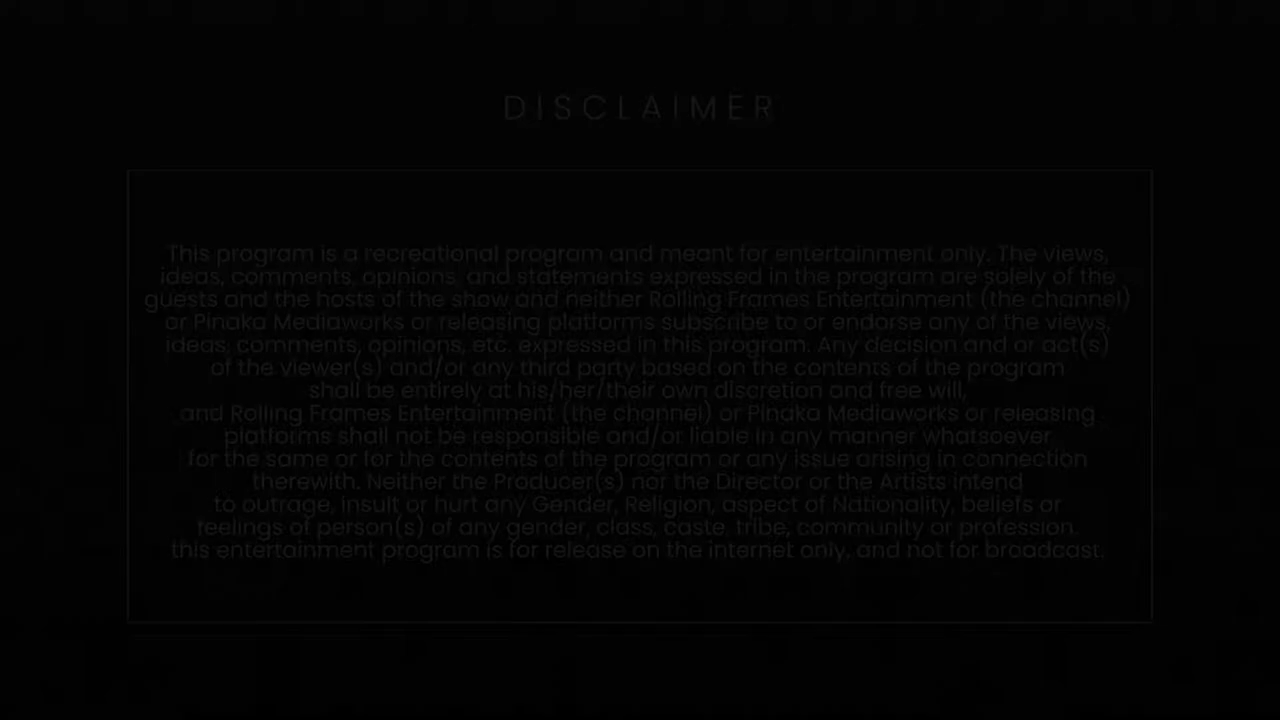 DISCLAIMER
This program is a recreational program and meant for entertainment only. The views,
ideas, comments, opinions, and statements expressed in the program are solely of the
guests and the hosts of the show and neither Rolling Frames Entertainment (the channel)
or Pinaka Mediaworks or releasing platforms subscribe to or endorse any of the views,
ideas, comments, opinions, etc. expressed in this program. Any decision and or act(s)
of the viewer(s) and/or any third party based on the contents of the program
shall be entirely at his/her/their own discretion and free will,
and Rolling Frames Entertainment (the channel) or Pinaka Mediaworks or releasing
platforms shall not be responsible and/or liable in any manner whatsoever
for the same or for the contents of the program or any issue arising in connection
therewith. Neither the Producer(s) nor the Director or the Artists intend
to outrage, insult or hurt any Gender, Religion, aspect of Nationality, beliefs or
feelings of person(s) of any gender, class, caste, tribe, community or profession.
this entertainment program is for release on the internet only, and not for broadcast.